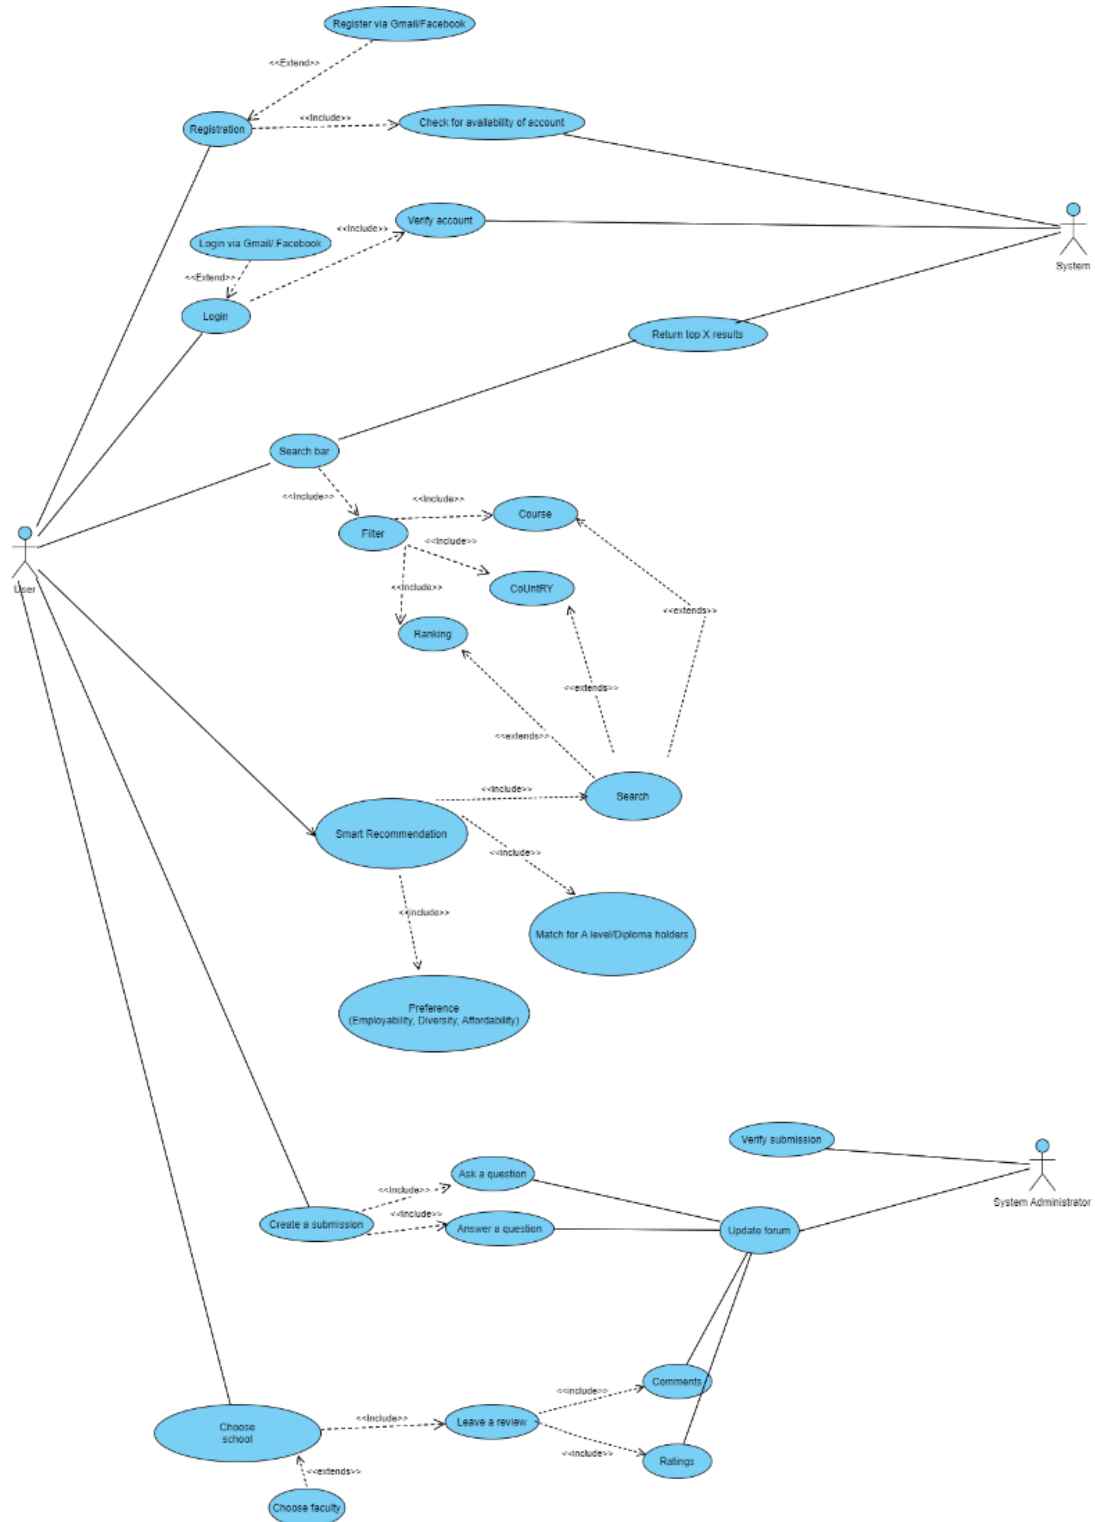 Register via Gmail/Facebook
<<Extend>>
<<Include>>
Registration
Check for availability of account
<<Include>>
Verify account
Login via Gmail/ Facebook
<<Extend>>
System
Login
Return top X results
Search bar
<<Include>>
<<Include>>
Course
Filter
<<Include>>
<<Include>>
CoUntRY
User
<<extends>>
Ranking
<<extends>>
<<extends>>
<<Include>>
Search
Smart Recommendation
<<Include>>
<<Include>>
Match for A level/Diploma holders
Preference
(Employability, Diversity, Affordability)
Verify submission
Ask a question
<<Include>>
System Administrator
<<Include>>
Create a submission
Answer a question
Update forum
Comments
<<Include>>
<<Include>>
Leave a review
Choose
school
<<Include>>
Ratings
<<extends>>
Choose faculty